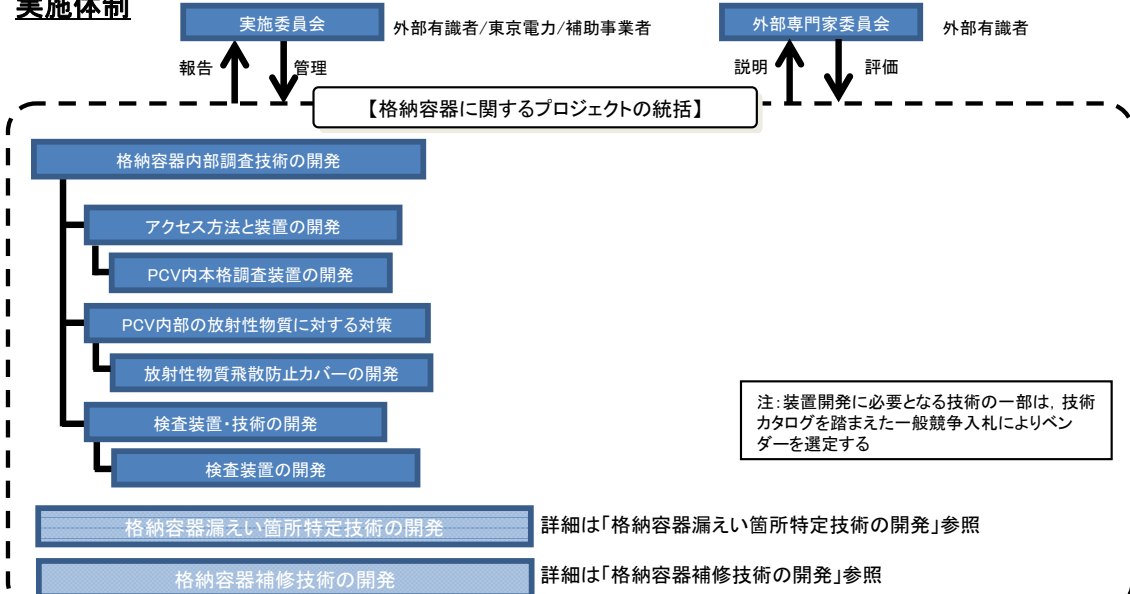 実施体制
実施委員会
外部有識者/東京電力/補助事業者
外部専門家委員会
外部有識者
報告
管理
説明
評価
【格納容器に関するプロジェクトの統括】
格納容器内部調査技術の開発
アクセス方法と装置の開発
PCV内本格調査装置の開発
PCV内部の放射性物質に対する対策
放射性物質飛散防止カバーの開発
検査装置・技術の開発
検査装置の開発
注:装置開発に必要となる技術の一部は, 技術
カタログを踏まえた一般競争入札によりベン
ダーを選定する
格納容器漏えい箇所特定技術の開発
詳細は「格納容器漏えい箇所特定技術の開発」参照
格納容器補修技術の開発
詳細は「格納容器補修技術の開発」参照